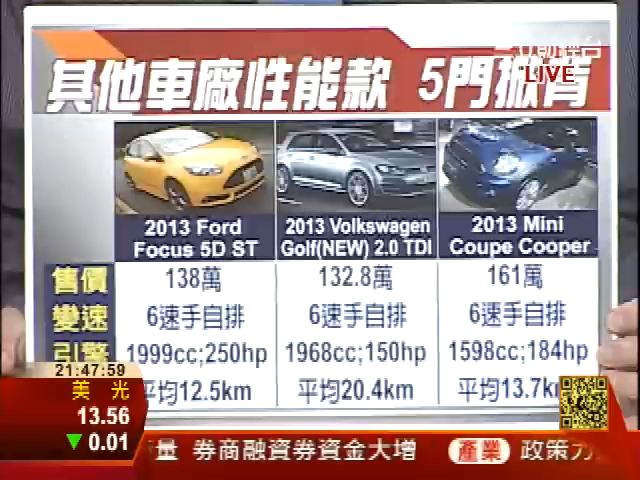 LIVE
其他車廠性能款 5門掀背
2013 Ford
Focus 5D ST
2013 Volkswagen
Golf(NEW) 2.0 TDI
2013 Mini
Coupe Cooper
售價 138萬 132.8萬 161萬
變速 6速手自排 6速手自排 6速手自排
引擎 1999cc;250hp 1968cc;150hp 1598cc;184hp
平均12.5km 平均20.4km 平均13.7k
21:47:59
美光
13.56
▼0.01
量 券商融資券資金大增 產業 政策力